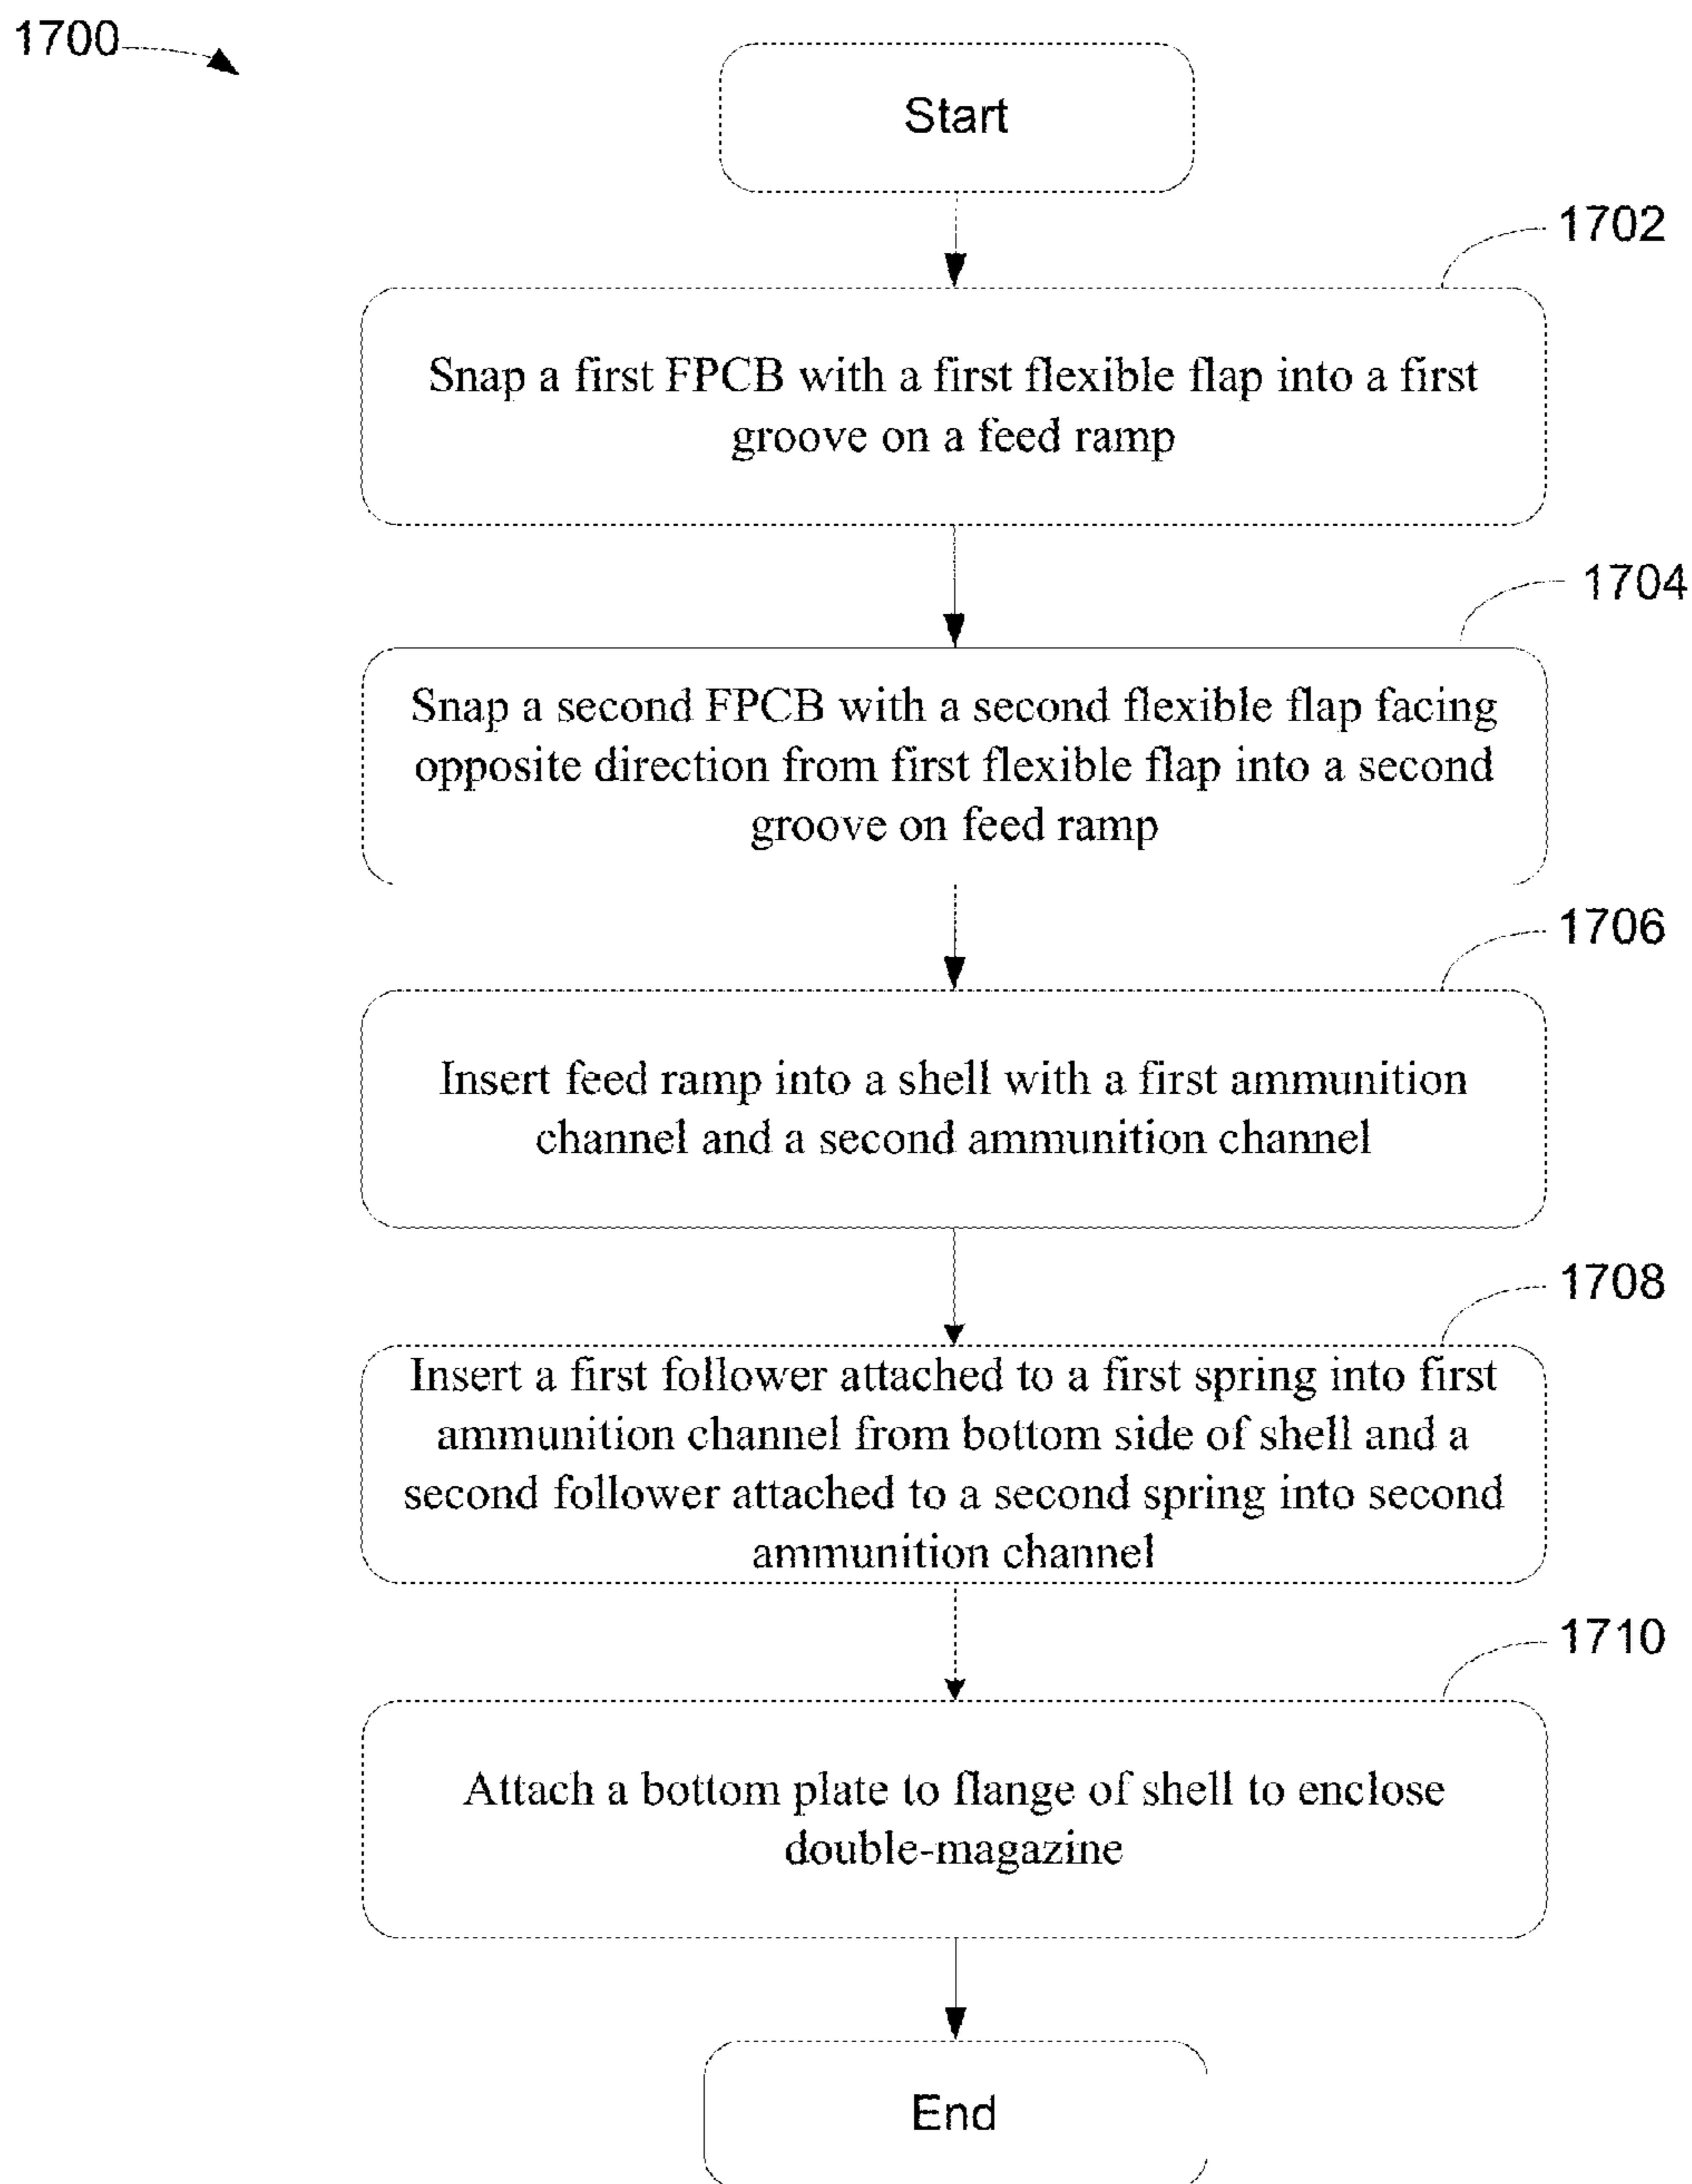 1700
Start
1702
Snap a first FPCB with a first flexible flap into a first
groove on a feed ramp
1704
Snap a second FPCB with a second flexible flap facing
opposite direction from first flexible flap into a second
groove on feed ramp
1706
Insert feed ramp into a shell with a first ammunition
channel and a second ammunition channel
1708
Insert a first follower attached to a first spring into first
ammunition channel from bottom side of shell and a
second follower attached to a second spring into second
ammunition channel
1710
Attach a bottom plate to flange of shell to enclose
double-magazine
End